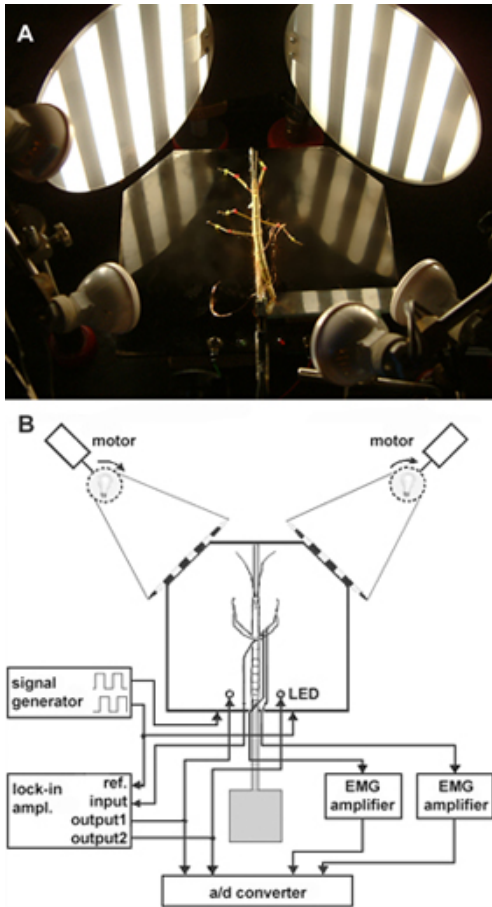 A
B
motor
motor
LED
signal
generator
lock-in
ampl.
ref.
input
output1
output2
EMG
amplifier
EMG
amplifier
a/d converter